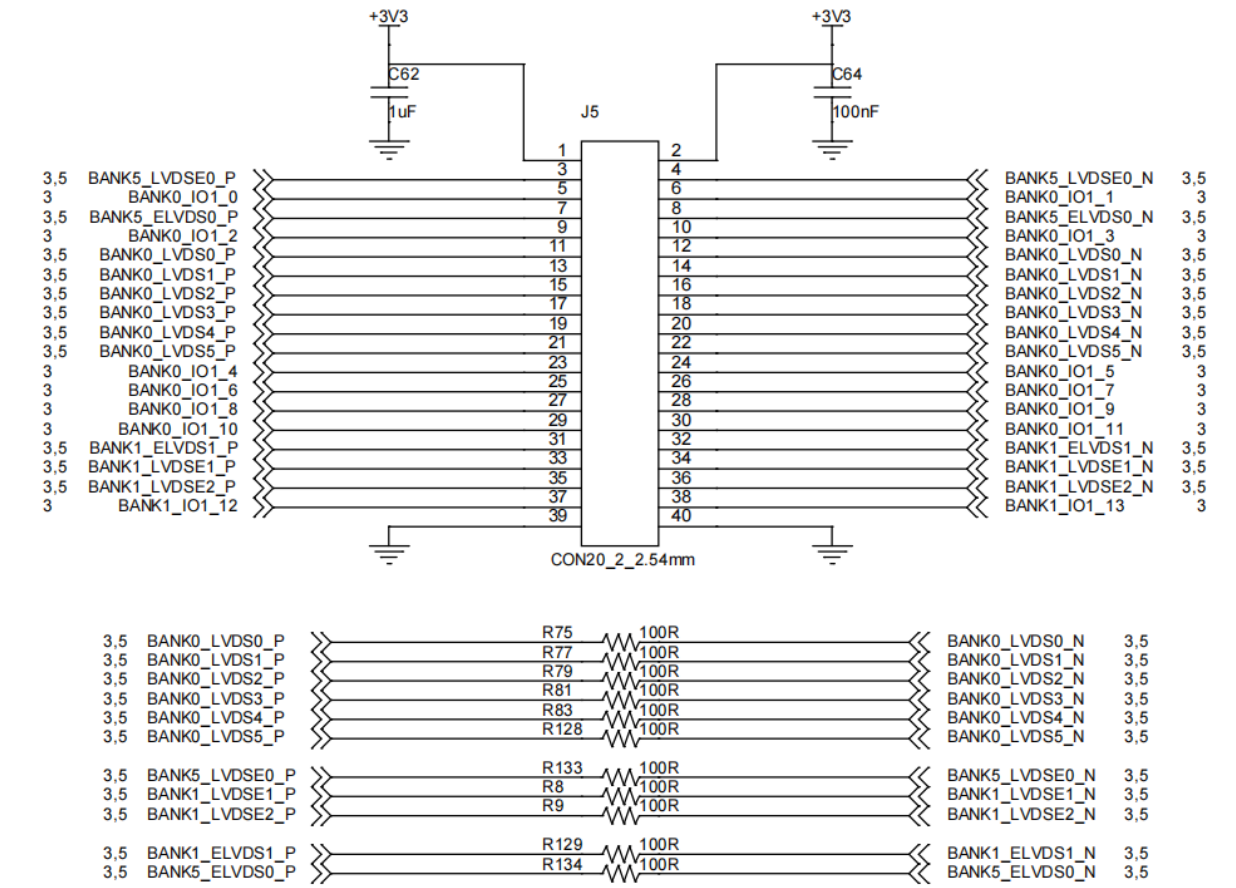 +3V3 +3V3
C62 C64
1uF J5 100nF
1 2
3 4
3,5 BANK5_LVDSE0_P 5 6 BANK5_LVDSE0_N 3,5
3 BANK0_IO1_0 7 8 BANK0_IO1_1 3
3,5 BANK5_ELVDS0_P 9 10 BANK5_ELVDS0_N 3,5
3 BANK0_IO1_2 11 12 BANK0_IO1_3 3
3,5 BANK0_LVDS0_P 13 14 BANK0_LVDS0_N 3,5
3,5 BANK0_LVDS1_P 15 16 BANK0_LVDS1_N 3,5
3,5 BANK0_LVDS2_P 17 18 BANK0_LVDS2_N 3,5
3,5 BANK0_LVDS3_P 19 20 BANK0_LVDS3_N 3,5
3,5 BANK0_LVDS4_P 21 22 BANK0_LVDS4_N 3,5
3,5 BANK0_LVDS5_P 23 24 BANK0_LVDS5_N 3,5
3 BANK0_IO1_4 25 26 BANK0_IO1_5 3
3 BANK0_IO1_6 27 28 BANK0_IO1_7 3
3 BANK0_IO1_8 29 30 BANK0_IO1_9 3
3 BANK0_IO1_10 31 32 BANK0_IO1_11 3
3,5 BANK1_ELVDS1_P 33 34 BANK1_ELVDS1_N 3,5
3,5 BANK1_LVDSE1_P 35 36 BANK1_LVDSE1_N 3,5
3,5 BANK1_LVDSE2_P 37 38 BANK1_LVDSE2_N 3,5
3 BANK1_IO1_12 39 40 BANK1_IO1_13 3
CON20_2_2.54mm
3,5 BANK0_LVDS0_P R75 100R BANK0_LVDS0_N 3,5
3,5 BANK0_LVDS1_P R77 100R BANK0_LVDS1_N 3,5
3,5 BANK0_LVDS2_P R79 100R BANK0_LVDS2_N 3,5
3,5 BANK0_LVDS3_P R81 100R BANK0_LVDS3_N 3,5
3,5 BANK0_LVDS4_P R83 100R BANK0_LVDS4_N 3,5
3,5 BANK0_LVDS5_P R128 100R BANK0_LVDS5_N 3,5
3,5 BANK5_LVDSE0_P R133 100R BANK5_LVDSE0_N 3,5
3,5 BANK1_LVDSE1_P R8 100R BANK1_LVDSE1_N 3,5
3,5 BANK1_LVDSE2_P R9 100R BANK1_LVDSE2_N 3,5
3,5 BANK1_ELVDS1_P R129 100R BANK1_ELVDS1_N 3,5
3,5 BANK5_ELVDS0_P R134 100R BANK5_ELVDS0_N 3,5